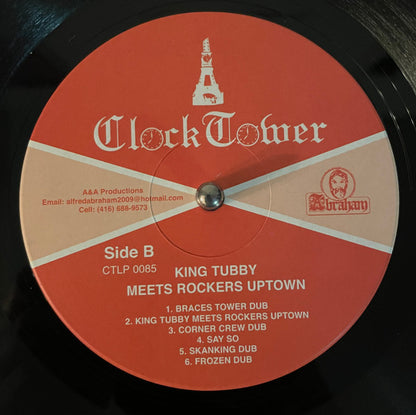 Clock Tower
A&A Productions
Email: alfredabraham2009@hotmail.com
Cell: (416) 688-9573
Abraham
Side B
CTLP 0085
KING TUBBY
MEETS ROCKERS UPTOWN
1. BRACES TOWER DUB
2. KING TUBBY MEETS ROCKERS UPTOWN
3. CORNER CREW DUB
4. SAY SO
5. SKANKING DUB
6. FROZEN DUB